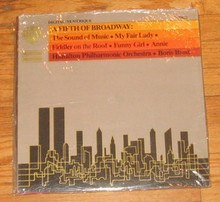 A FIFTH OF BROADWAY:
The Sound of Music • My Fair Lady •
Fiddler on the Roof • Funny Girl • Annie
Hamilton Philharmonic Orchestra • Boris Brott